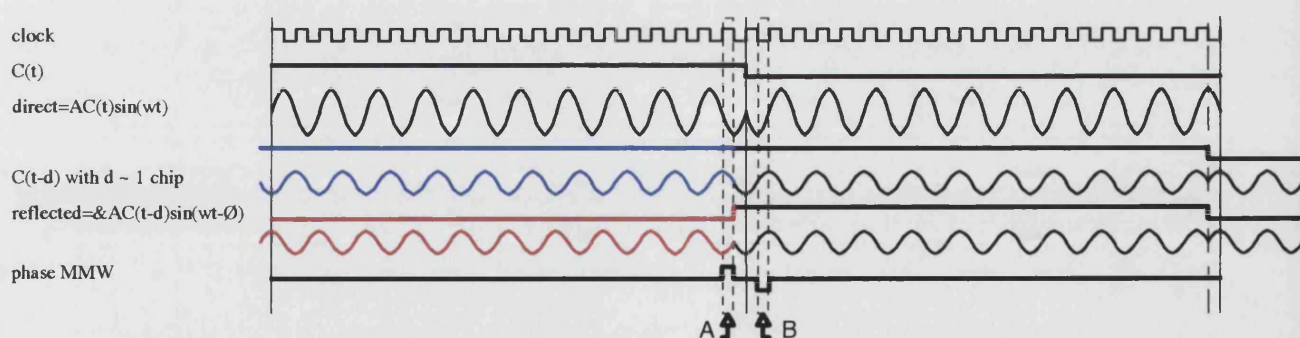 clock
C(t)
direct=AC(t)sin(wt)
C(t-d) with d ~ 1 chip
reflected=&AC(t-d)sin(wt-Ø)
phase MMW
A B